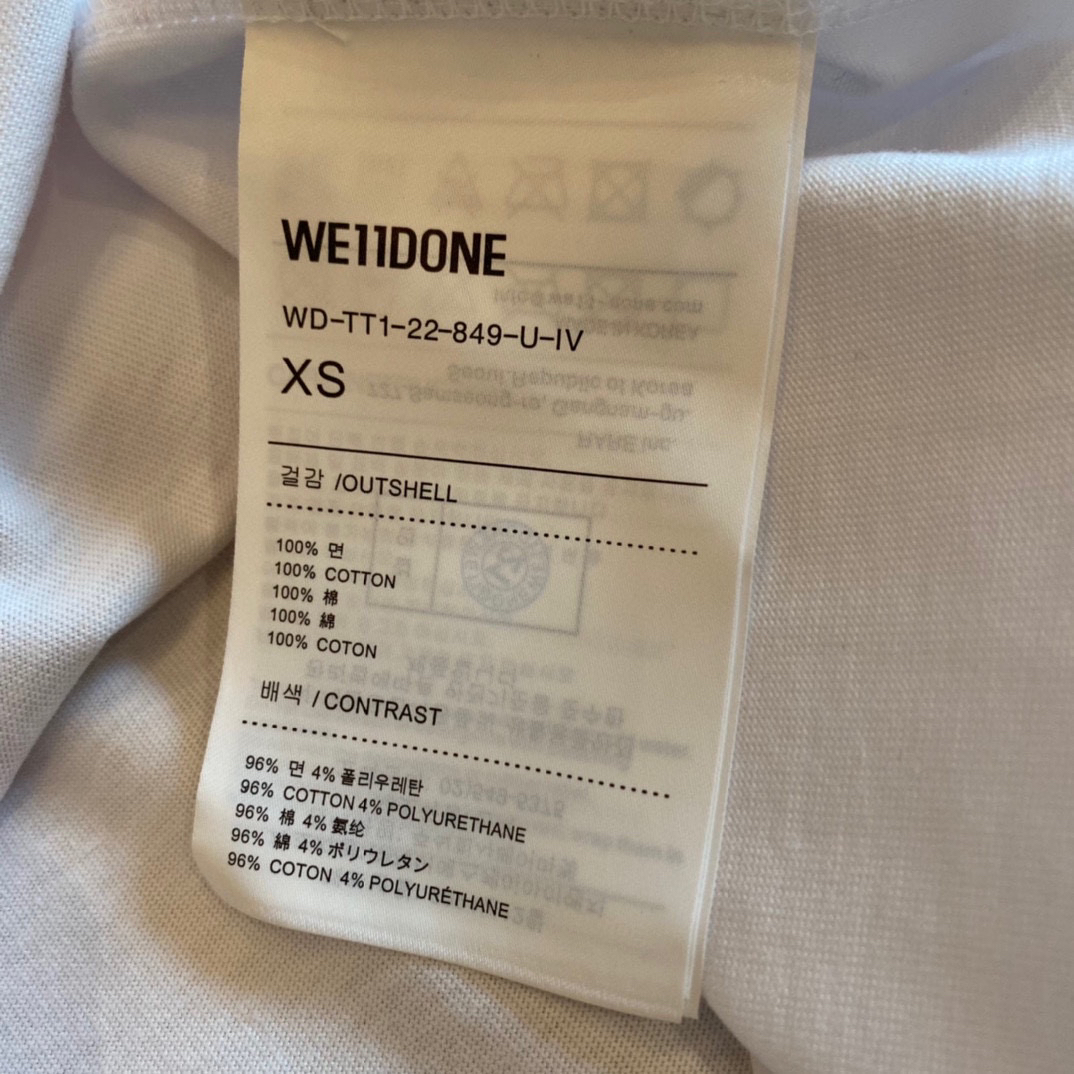 WE11DONE
WD-TT1-22-849-U-IV
XS
걸감 /OUTSHELL
100% 면
100% COTTON
100% 棉
100% 綿
100% COTON
배색 / CONTRAST
96% 면 4% 폴리우레탄
96% COTTON 4% POLYURETHANE
96% 棉 4% 氨纶
96% 綿 4% ポリウレタン
96% COTON 4% POLYURÉTHANE